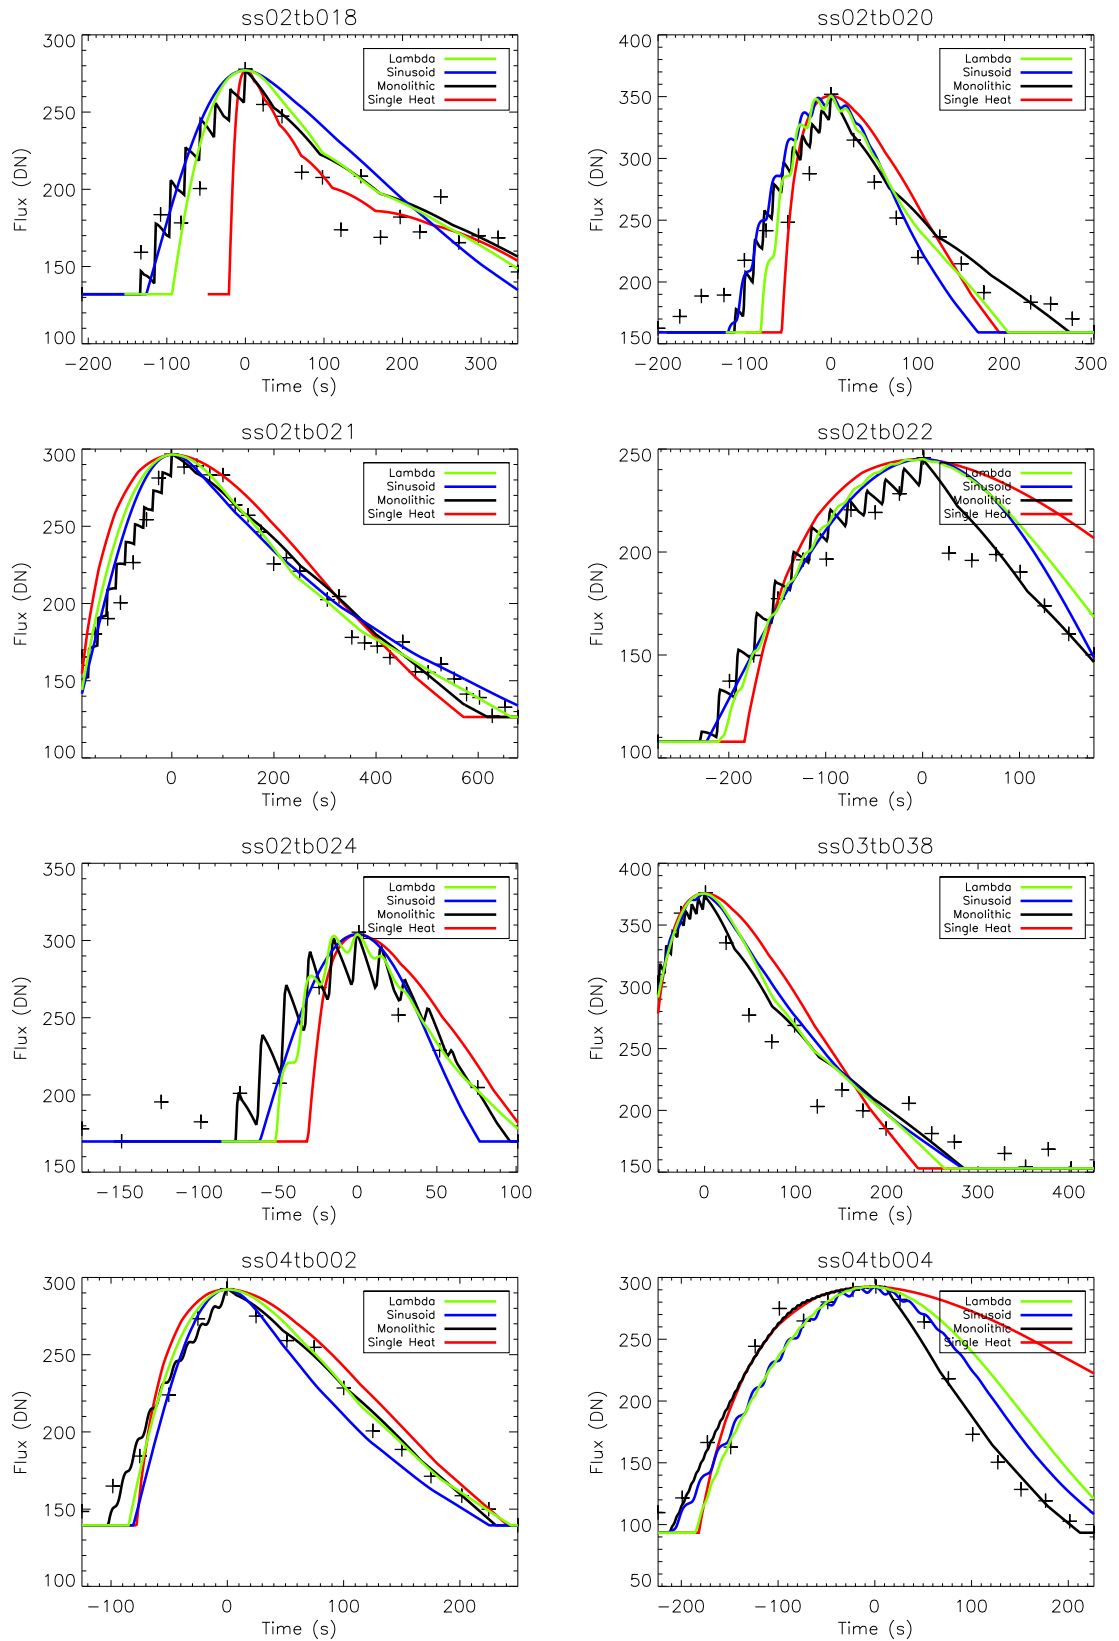 ss02tb018
300
250
200
150
100
Flux (DN)
Lambda
Sinusoid
Monolithic
Single Heat
−200 −100 0 100 200 300
Time (s)
ss02tb020
400
350
300
250
200
150
Flux (DN)
Lambda
Sinusoid
Monolithic
Single Heat
−200 −100 0 100 200 300
Time (s)
ss02tb021
300
250
200
150
100
Flux (DN)
Lambda
Sinusoid
Monolithic
Single Heat
0 200 400 600
Time (s)
ss02tb022
250
200
150
100
Flux (DN)
Lambda
Sinusoid
Monolithic
Single Heat
−200 −100 0 100
Time (s)
ss02tb024
350
300
250
200
150
Flux (DN)
Lambda
Sinusoid
Monolithic
Single Heat
−150 −100 −50 0 50 100
Time (s)
ss03tb038
400
350
300
250
200
150
Flux (DN)
Lambda
Sinusoid
Monolithic
Single Heat
0 100 200 300 400
Time (s)
ss04tb002
300
250
200
150
100
Flux (DN)
Lambda
Sinusoid
Monolithic
Single Heat
−100 0 100 200
Time (s)
ss04tb004
300
250
200
150
100
50
Flux (DN)
Lambda
Sinusoid
Monolithic
Single Heat
−200 −100 0 100 200
Time (s)